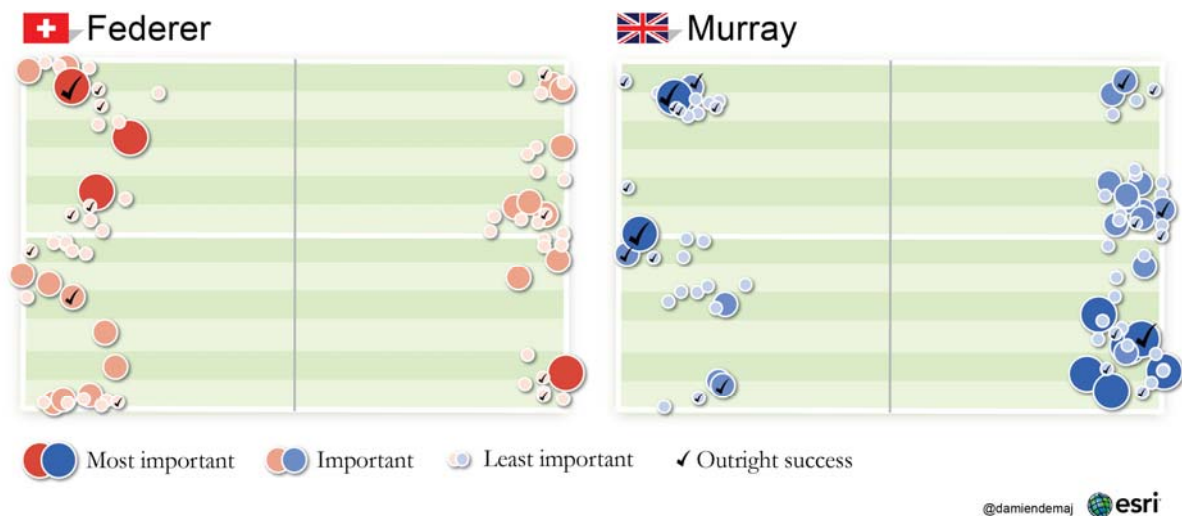 Federer
Murray
Most important
Important
Least important
Outright success
@damiendemaj
esri